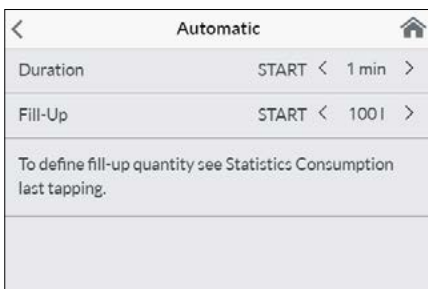 Automatic
Duration START < 1 min >
Fill-Up START < 100 l >
To define fill-up quantity see Statistics Consumption
last tapping.